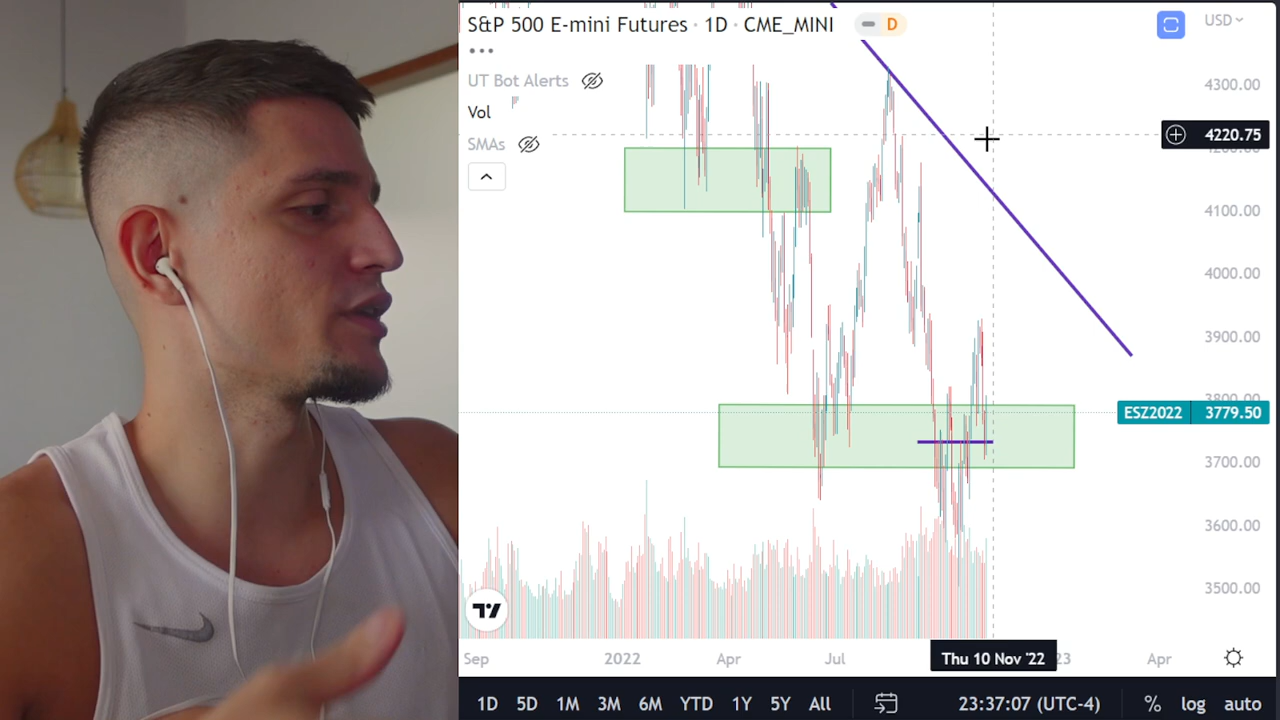 S&P 500 E-mini Futures · 1D · CME_MINI D
USD
UT Bot Alerts
Vol
SMAs
4300.00
4220.75
4100.00
4000.00
3900.00
ESZ2022 3779.50
3700.00
3600.00
3500.00
Sep 2022 Apr Jul Thu 10 Nov '22 23 Apr
1D 5D 1M 3M 6M YTD 1Y 5Y All 23:37:07 (UTC-4) % log auto